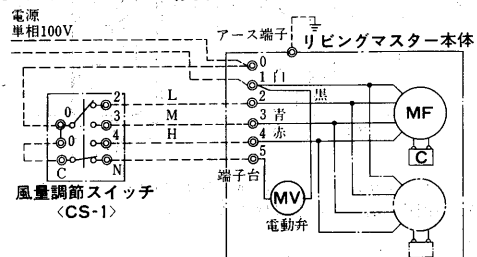 電源
単相100V
アース端子
リビングマスター本体
0
1 白
2 黒
3 青
4 赤
5
端子台
L
M
H
MF
C
MV
電動弁
0
2
3
0
4
C
N
風量調節スイッチ
〈CS-1〉